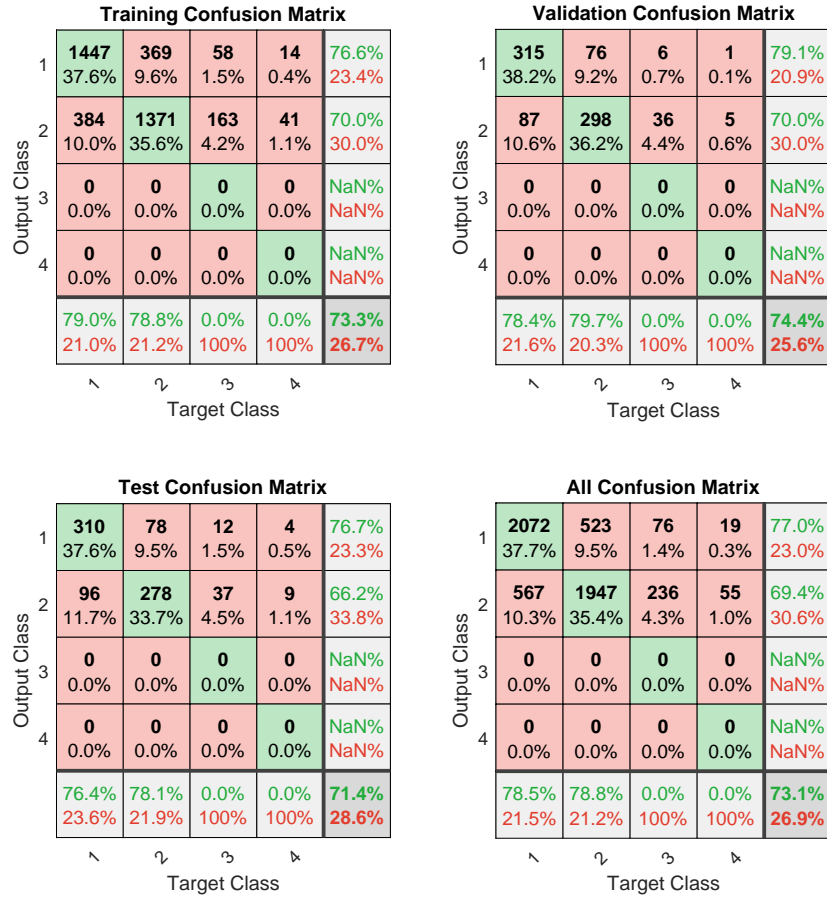 Training Confusion Matrix
Output Class
1 1447 369 58 14 76.6%
37.6% 9.6% 1.5% 0.4% 23.4%
2 384 1371 163 41 70.0%
10.0% 35.6% 4.2% 1.1% 30.0%
3 0 0 0 0 NaN%
0.0% 0.0% 0.0% 0.0% NaN%
4 0 0 0 0 NaN%
0.0% 0.0% 0.0% 0.0% NaN%
79.0% 78.8% 0.0% 0.0% 73.3%
21.0% 21.2% 100% 100% 26.7%
1 2 3 4
Target Class
Validation Confusion Matrix
Output Class
1 315 76 6 1 79.1%
38.2% 9.2% 0.7% 0.1% 20.9%
2 87 298 36 5 70.0%
10.6% 36.2% 4.4% 0.6% 30.0%
3 0 0 0 0 NaN%
0.0% 0.0% 0.0% 0.0% NaN%
4 0 0 0 0 NaN%
0.0% 0.0% 0.0% 0.0% NaN%
78.4% 79.7% 0.0% 0.0% 74.4%
21.6% 20.3% 100% 100% 25.6%
1 2 3 4
Target Class
Test Confusion Matrix
Output Class
1 310 78 12 4 76.7%
37.6% 9.5% 1.5% 0.5% 23.3%
2 96 278 37 9 66.2%
11.7% 33.7% 4.5% 1.1% 33.8%
3 0 0 0 0 NaN%
0.0% 0.0% 0.0% 0.0% NaN%
4 0 0 0 0 NaN%
0.0% 0.0% 0.0% 0.0% NaN%
76.4% 78.1% 0.0% 0.0% 71.4%
23.6% 21.9% 100% 100% 28.6%
1 2 3 4
Target Class
All Confusion Matrix
Output Class
1 2072 523 76 19 77.0%
37.7% 9.5% 1.4% 0.3% 23.0%
2 567 1947 236 55 69.4%
10.3% 35.4% 4.3% 1.0% 30.6%
3 0 0 0 0 NaN%
0.0% 0.0% 0.0% 0.0% NaN%
4 0 0 0 0 NaN%
0.0% 0.0% 0.0% 0.0% NaN%
78.5% 78.8% 0.0% 0.0% 73.1%
21.5% 21.2% 100% 100% 26.9%
1 2 3 4
Target Class